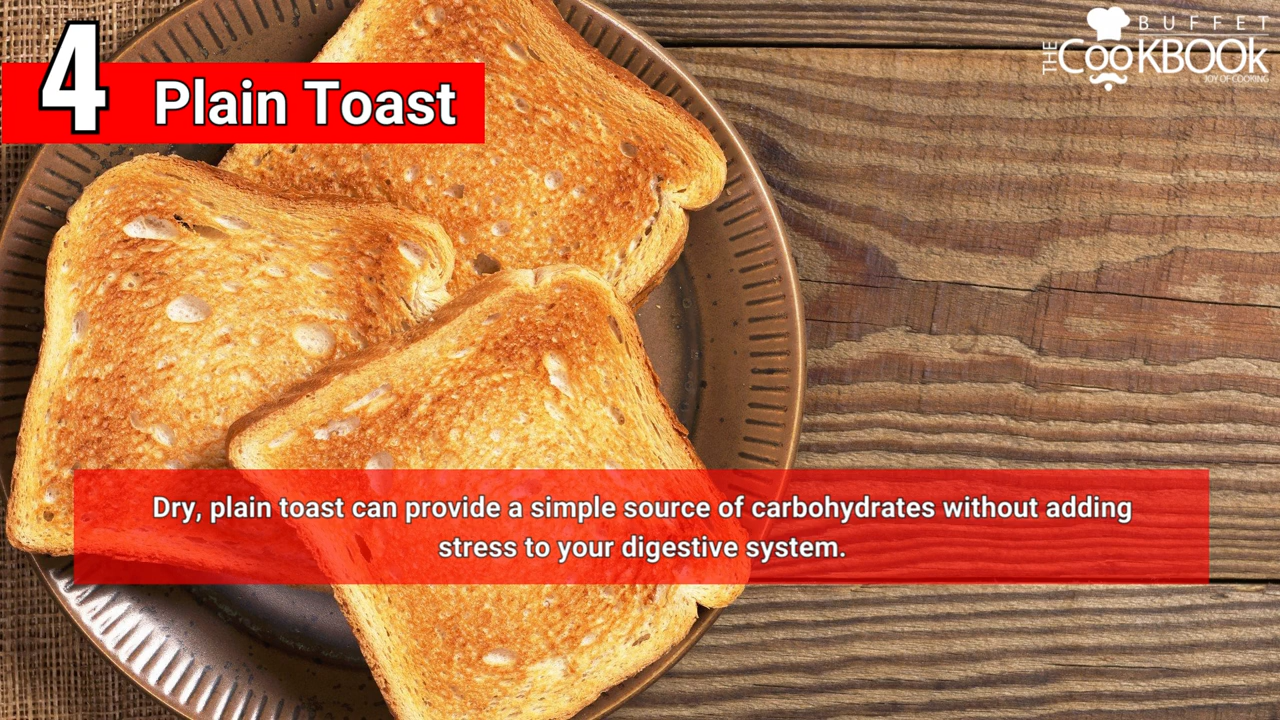 4
Plain Toast
BUFFET
THE COOKBOOK
JOY OF COOKING
Dry, plain toast can provide a simple source of carbohydrates without adding
stress to your digestive system.